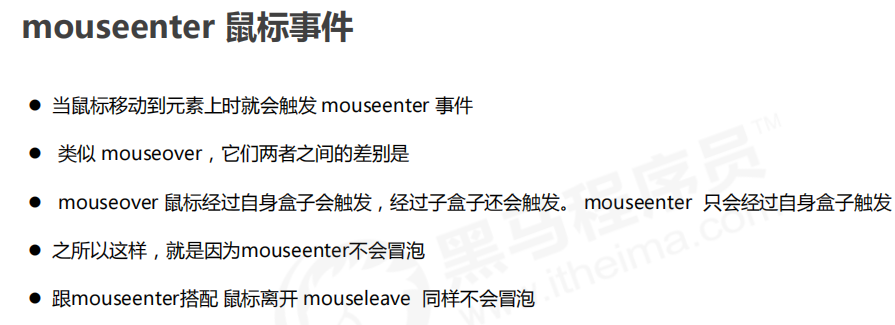 mouseenter 鼠标事件
● 当鼠标移动到元素上时就会触发 mouseenter 事件
● 类似 mouseover，它们两者之间的差别是
● mouseover 鼠标经过自身盒子会触发，经过子盒子还会触发。 mouseenter 只会经过自身盒子触发
● 之所以这样，就是因为mouseenter不会冒泡
● 跟mouseenter搭配 鼠标离开 mouseleave 同样不会冒泡
黑马程序员™
www.itheima.com